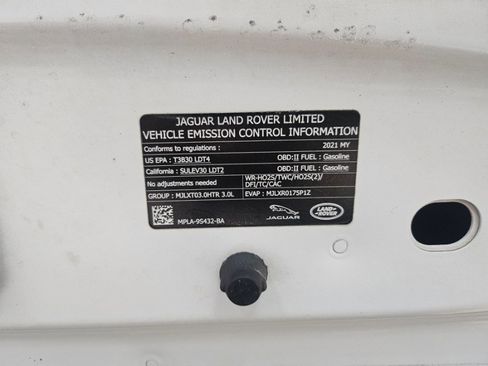 JAGUAR LAND ROVER LIMITED
VEHICLE EMISSION CONTROL INFORMATION
Conforms to regulations : 2021 MY
US EPA : T3B30 LDT4 OBD:II FUEL : Gasoline
California : SULEV30 LDT2 OBD:II FUEL : Gasoline
No adjustments needed WR-HO2S/TWC/HO2S(2)/
DFI/TC/CAC
GROUP : MJLXT03.0HTR 3.0L EVAP : MJLXR0175P1Z
MPLA-9S432-BA
JAGUAR
LAND-
ROVER